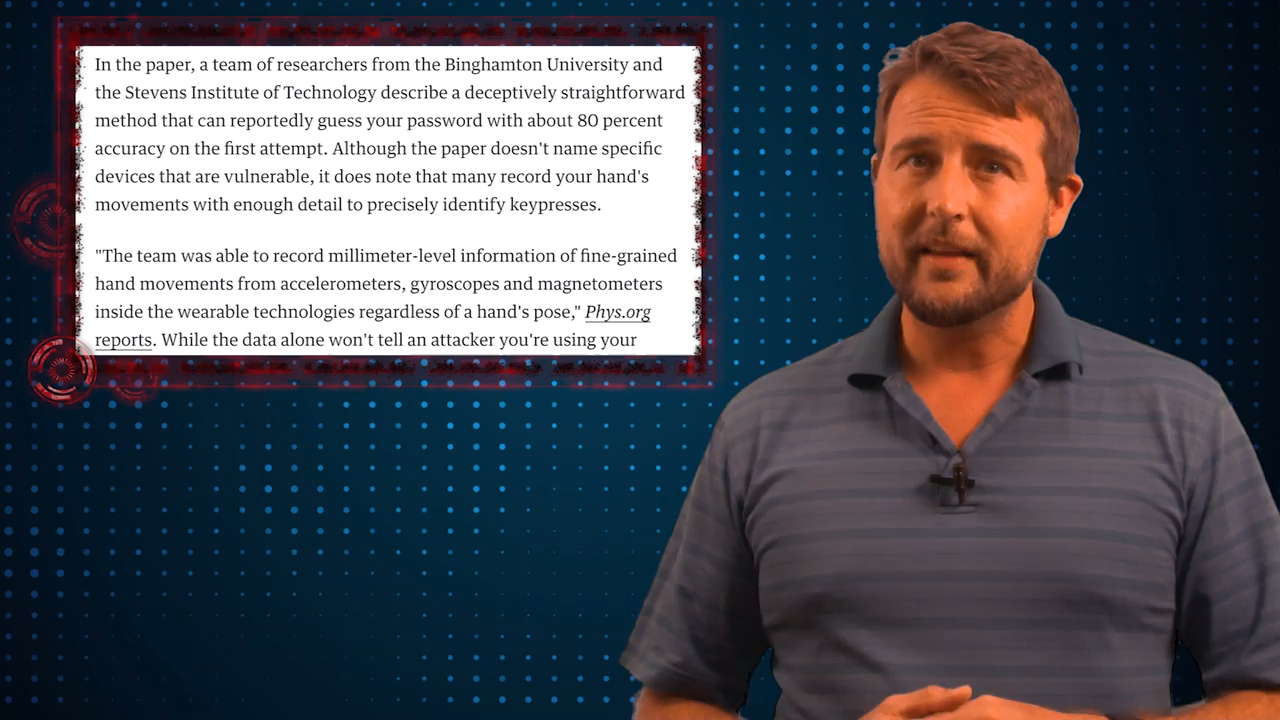 In the paper, a team of researchers from the Binghamton University and
the Stevens Institute of Technology describe a deceptively straightforward
method that can reportedly guess your password with about 80 percent
accuracy on the first attempt. Although the paper doesn't name specific
devices that are vulnerable, it does note that many record your hand's
movements with enough detail to precisely identify keypresses.
"The team was able to record millimeter-level information of fine-grained
hand movements from accelerometers, gyroscopes and magnetometers
inside the wearable technologies regardless of a hand's pose," Phys.org
reports. While the data alone won't tell an attacker you're using your